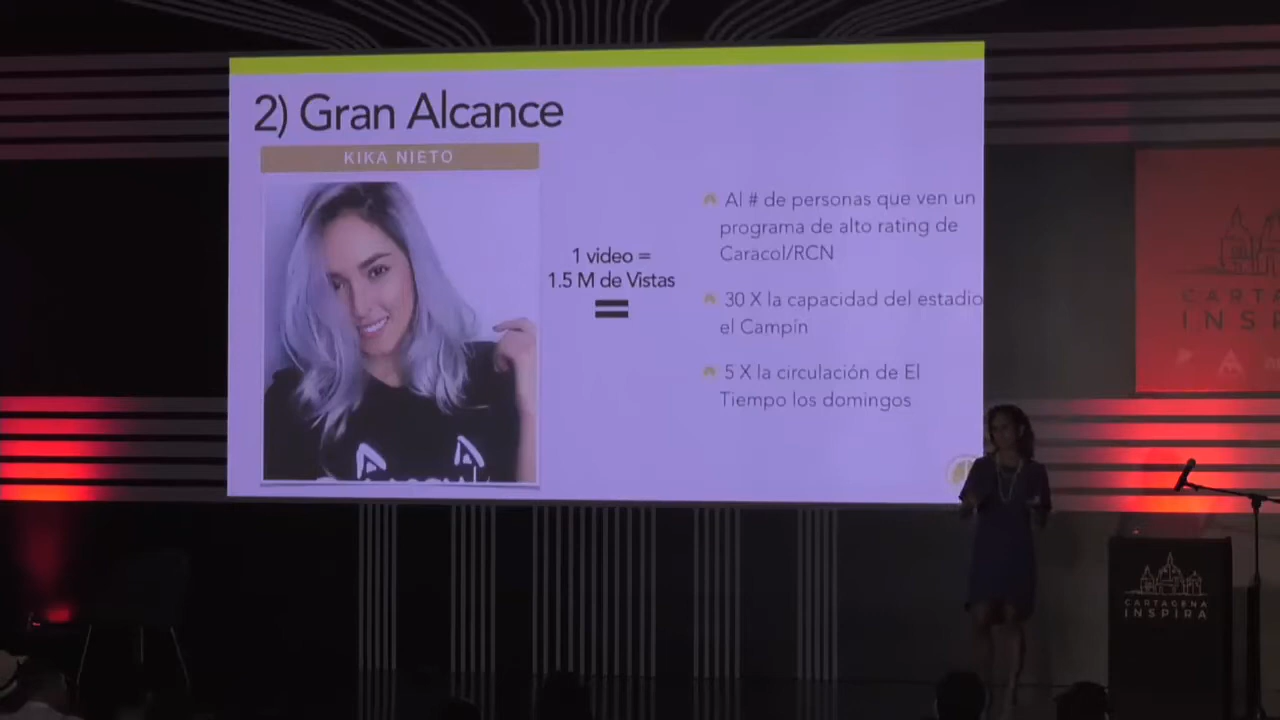 2) Gran Alcance
KIKA NIETO
1 video =
1.5 M de Vistas
=
Al # de personas que ven un
programa de alto rating de
Caracol/RCN
30 X la capacidad del estadio
el Campín
5 X la circulación de El
Tiempo los domingos
CARTAGENA
INSPIRA